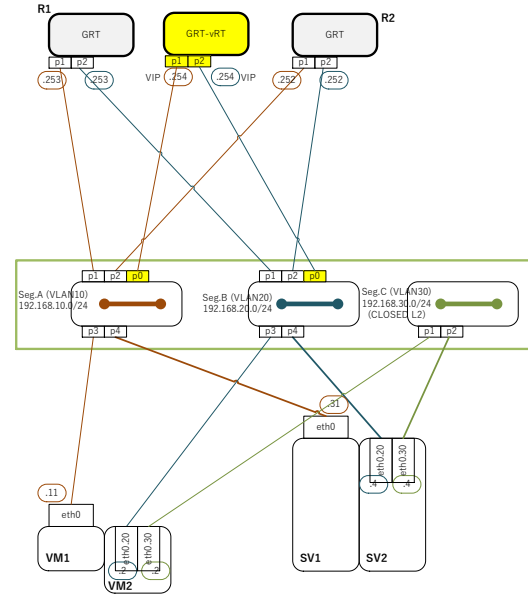 R1
GRT
GRT-vRT
GRT
R2
p1 p2
p1 p2
p1 p2
.253
.253
VIP
.254
.254
VIP
.252
.252
p1 p2 p0
p1 p2 p0
Seg.A (VLAN10)
192.168.10.0/24
Seg.B (VLAN20)
192.168.20.0/24
Seg.C (VLAN30)
192.168.30.0/24
(CLOSED L2)
p3 p4
p3 p4
p1 p2
.31
eth0
eth0.20
eth0.30
.4
.4
.11
eth0
eth0.20
eth0.30
.2
.2
VM1
VM2
SV1
SV2